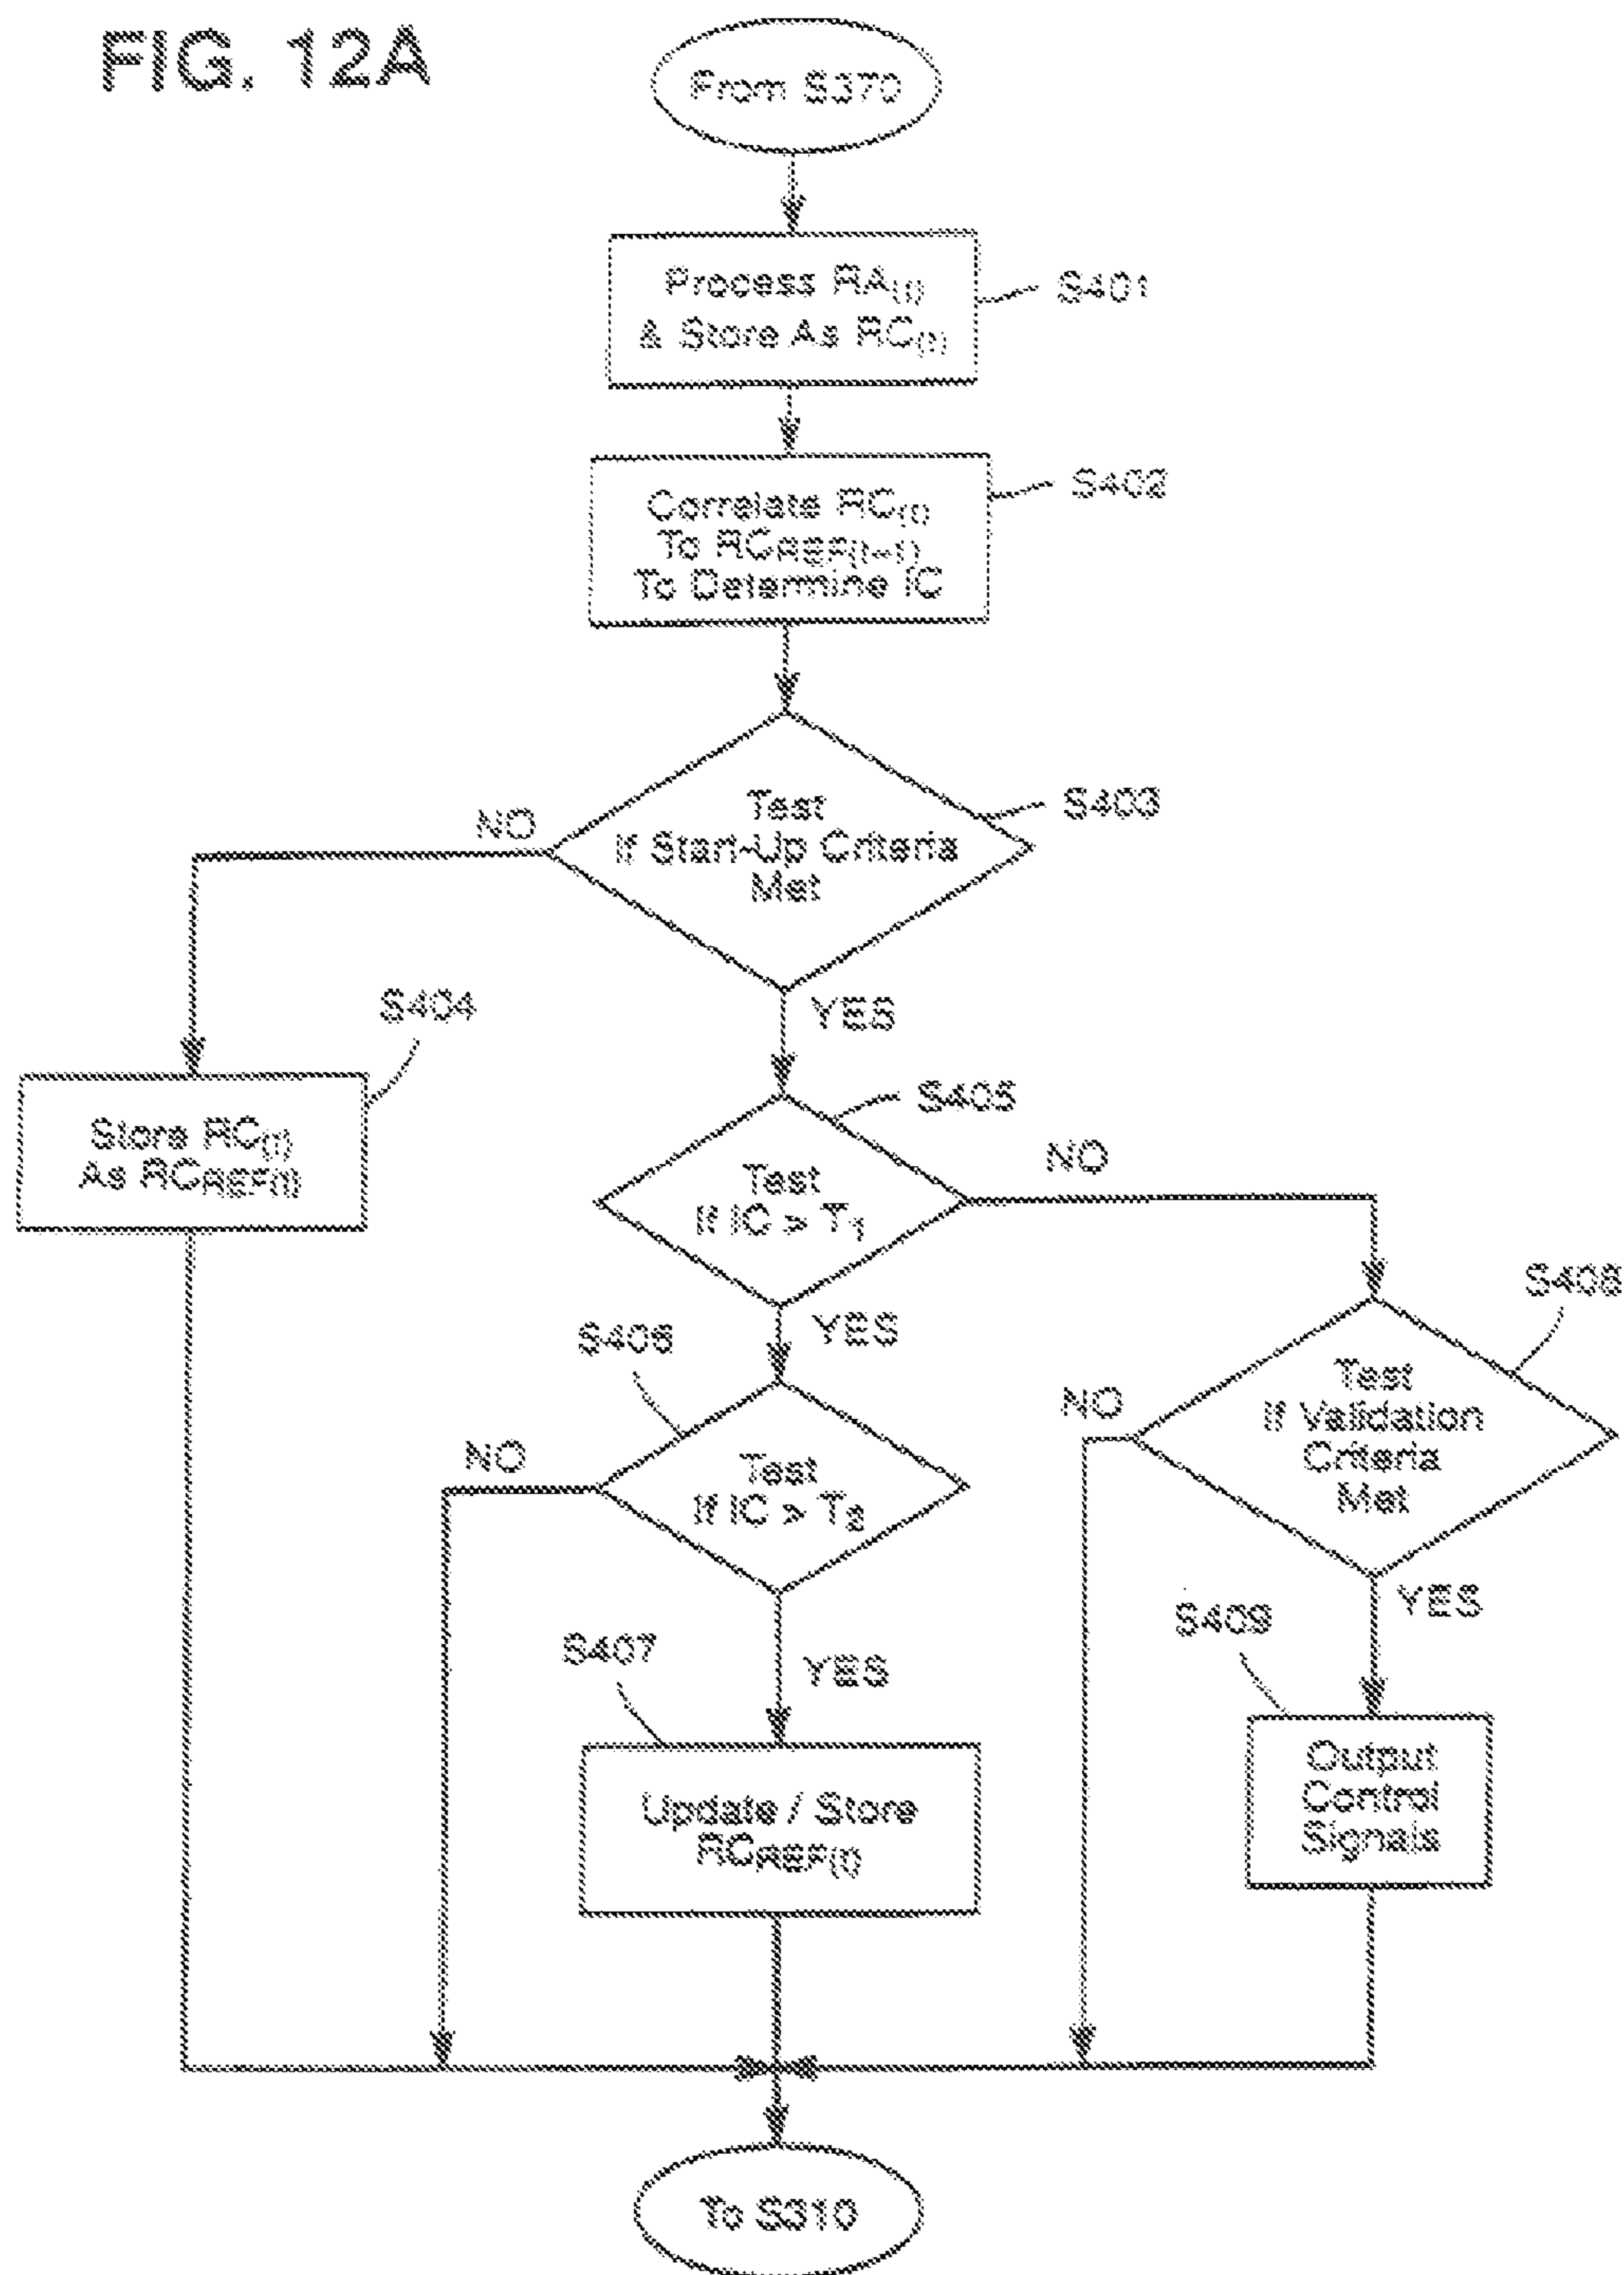 FIG. 12A
From S370
Process RA(t)
& Store As RC(t)
S401
Correlate RC(t)
To RCREF(t-1)
To Determine IC
S402
Test
If Start-Up Criteria
Met
S403
NO
YES
S404
Store RC(t)
As RCREF(t)
S405
Test
If IC > T1
NO
YES
S406
Test
If IC > T2
NO
YES
S408
Test
If Validation
Criteria
Met
NO
YES
S407
Update / Store
RCREF(t)
S409
Output
Control
Signals
To S310